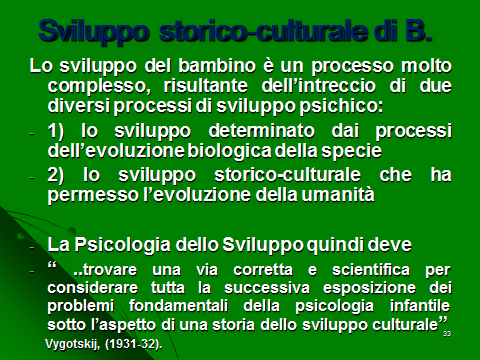 Sviluppo storico-culturale di B.
Lo sviluppo del bambino è un processo molto
complesso, risultante dell’intreccio di due
diversi processi di sviluppo psichico:
- 1) lo sviluppo determinato dai processi
dell’evoluzione biologica della specie
- 2) lo sviluppo storico-culturale che ha
permesso l’evoluzione della umanità
- La Psicologia dello Sviluppo quindi deve
- “ ..trovare una via corretta e scientifica per
considerare tutta la successiva esposizione dei
problemi fondamentali della psicologia infantile
sotto l’aspetto di una storia dello sviluppo culturale”
Vygotskij, (1931-32).
33